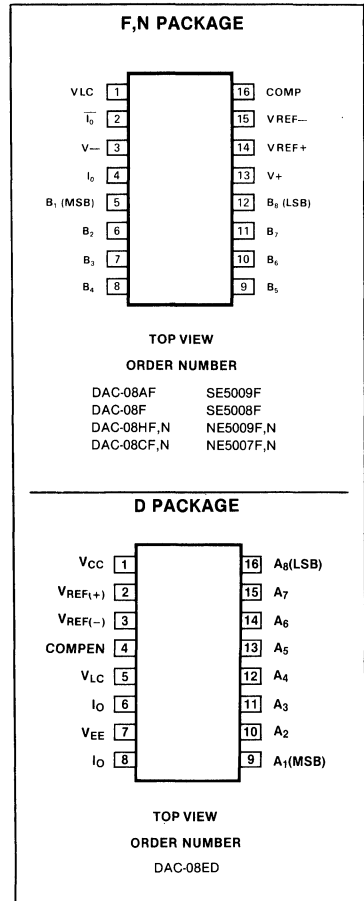 F,N PACKAGE
VLC 1 16 COMP
I̅₀ 2 15 VREF–
V– 3 14 VREF+
I₀ 4 13 V+
B₁ (MSB) 5 12 B₈ (LSB)
B₂ 6 11 B₇
B₃ 7 10 B₆
B₄ 8 9 B₅
TOP VIEW
ORDER NUMBER
DAC-08AF SE5009F
DAC-08F SE5008F
DAC-08HF,N NE5009F,N
DAC-08CF,N NE5007F,N
D PACKAGE
VCC 1 16 A₈(LSB)
VREF(+) 2 15 A₇
VREF(–) 3 14 A₆
COMPEN 4 13 A₅
VLC 5 12 A₄
IO 6 11 A₃
VEE 7 10 A₂
IO 8 9 A₁(MSB)
TOP VIEW
ORDER NUMBER
DAC-08ED